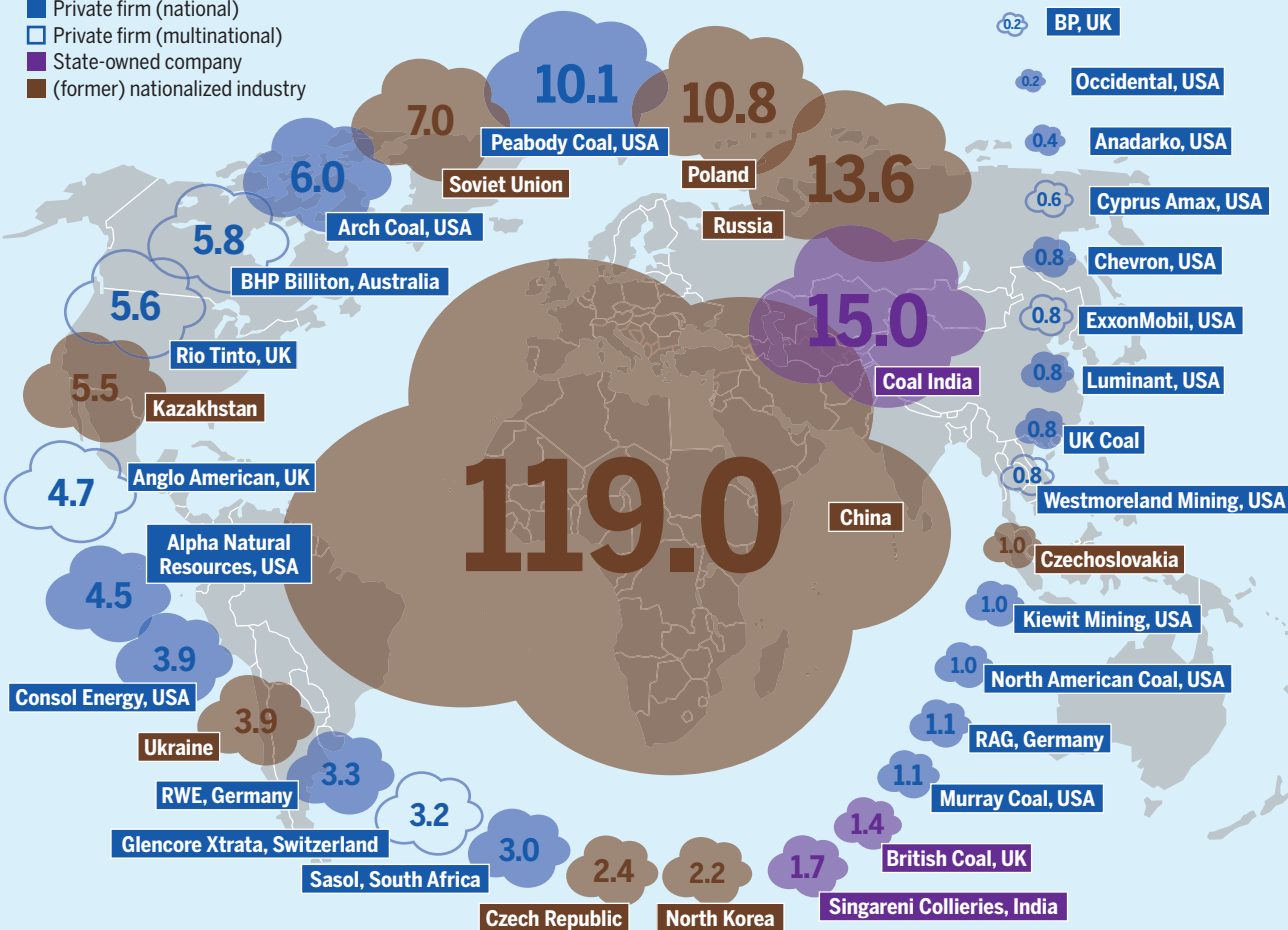 Private firm (national)
Private firm (multinational)
State-owned company
(former) nationalized industry
0.2
BP, UK
0.2
Occidental, USA
0.4
Anadarko, USA
0.6
Cyprus Amax, USA
0.8
Chevron, USA
0.8
ExxonMobil, USA
0.8
Luminant, USA
0.8
UK Coal
0.8
Westmoreland Mining, USA
1.0
Czechoslovakia
1.0
Kiewit Mining, USA
1.0
North American Coal, USA
1.1
RAG, Germany
1.1
Murray Coal, USA
1.4
British Coal, UK
1.7
Singareni Collieries, India
2.2
North Korea
2.4
Czech Republic
3.0
Sasol, South Africa
3.2
Glencore Xtrata, Switzerland
3.3
RWE, Germany
3.9
Ukraine
3.9
Consol Energy, USA
4.5
Alpha Natural
Resources, USA
4.7
Anglo American, UK
5.5
Kazakhstan
5.6
Rio Tinto, UK
5.8
BHP Billiton, Australia
6.0
Arch Coal, USA
7.0
Soviet Union
10.1
Peabody Coal, USA
10.8
Poland
13.6
Russia
15.0
Coal India
119.0
China